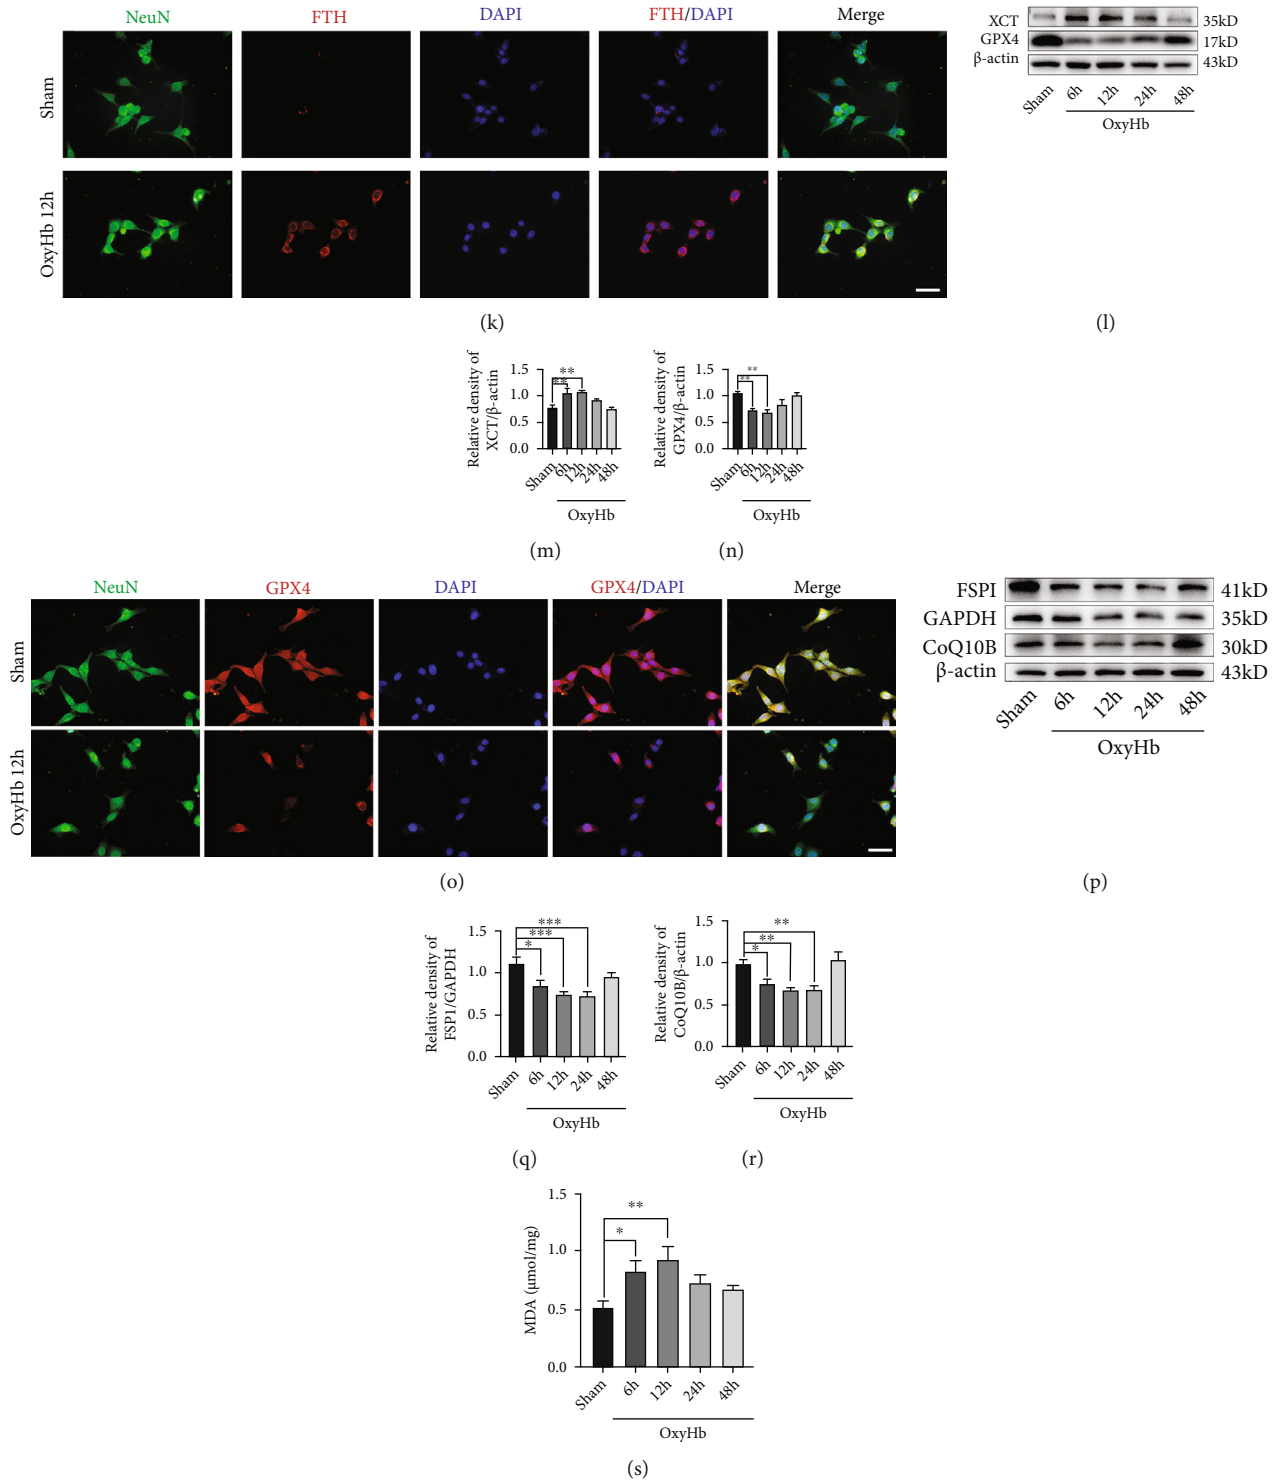 NeuN FTH DAPI FTH/DAPI Merge
Sham
OxyHb 12h
(k)
XCT 35kD
GPX4 17kD
β-actin 43kD
Sham 6h 12h 24h 48h
OxyHb
(l)
Relative density of
XCT/β-actin
1.5
1.0
0.5
0.0
**
**
Sham 6h 12h 24h 48h
OxyHb
(m)
Relative density of
GPX4/β-actin
1.5
1.0
0.5
0.0
**
**
Sham 6h 12h 24h 48h
OxyHb
(n)
NeuN GPX4 DAPI GPX4/DAPI Merge
Sham
OxyHb 12h
(o)
FSPI 41kD
GAPDH 35kD
CoQ10B 30kD
β-actin 43kD
Sham 6h 12h 24h 48h
OxyHb
(p)
Relative density of
FSP1/GAPDH
1.5
1.0
0.5
0.0
***
***
*
Sham 6h 12h 24h 48h
OxyHb
(q)
Relative density of
CoQ10B/β-actin
1.5
1.0
0.5
0.0
**
**
*
Sham 6h 12h 24h 48h
OxyHb
(r)
MDA (μmol/mg)
1.5
1.0
0.5
0.0
**
*
Sham 6h 12h 24h 48h
OxyHb
(s)